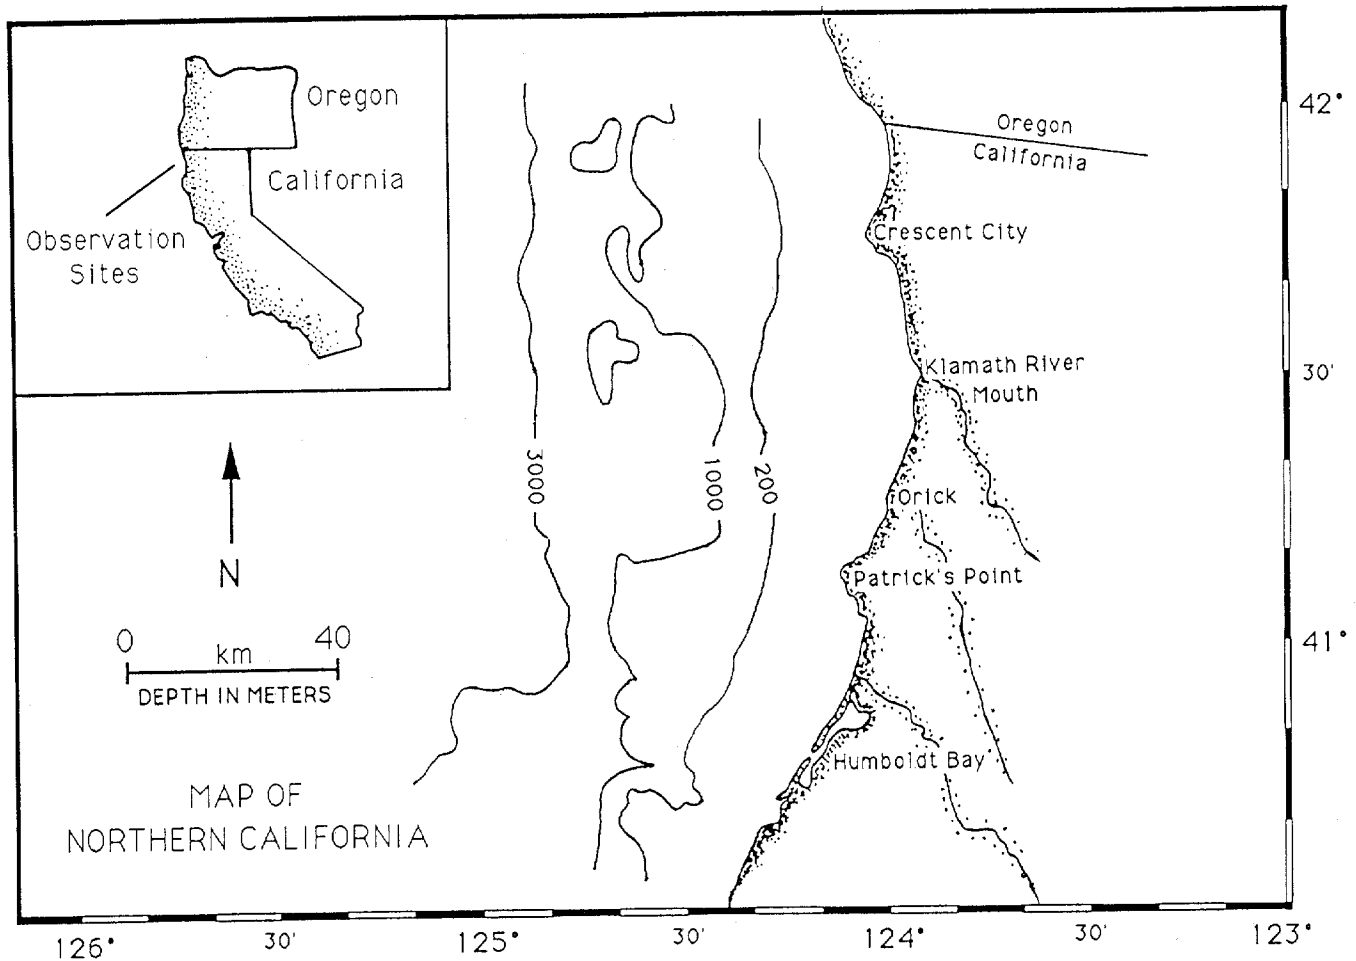 Oregon
California
Observation
Sites
N
0 40
km
DEPTH IN METERS
MAP OF
NORTHERN CALIFORNIA
3000
1000
200
Oregon
California
Crescent City
Klamath River
Mouth
Orick
Patrick's Point
Humboldt Bay
42°
30'
41°
126° 30' 125° 30' 124° 30' 123°